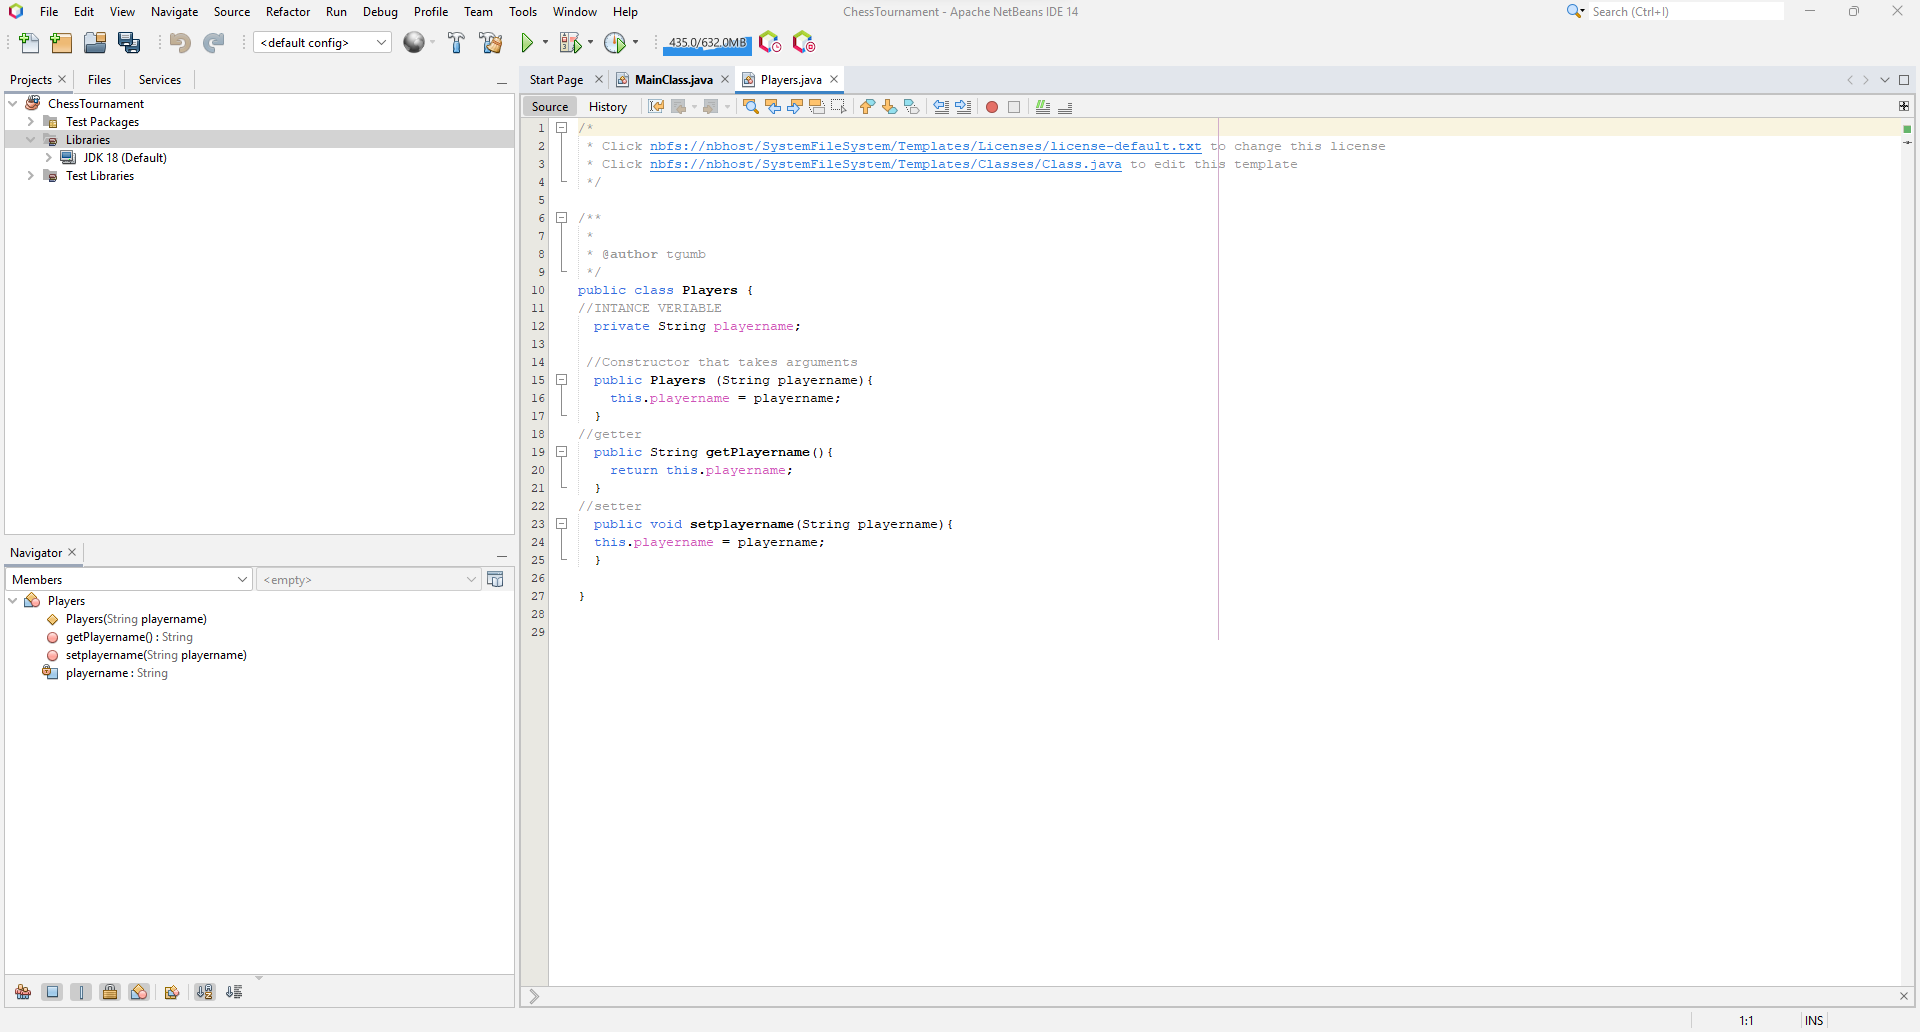 File Edit View Navigate Source Refactor Run Debug Profile Team Tools Window Help
ChessTournament - Apache NetBeans IDE 14
Search (Ctrl+I)
<default config>
435.0/632.0MB
Projects Files Services
ChessTournament
Test Packages
Libraries
JDK 18 (Default)
Test Libraries
Navigator
Members
<empty>
Players
Players(String playername)
getPlayername() : String
setplayername(String playername)
playername : String
Start Page MainClass.java Players.java
Source History
1 /*
2 * Click nbfs://nbhost/SystemFileSystem/Templates/Licenses/license-default.txt to change this license
3 * Click nbfs://nbhost/SystemFileSystem/Templates/Classes/Class.java to edit this template
4 */
5
6 /**
7 *
8 * @author tgumb
9 */
10 public class Players {
11 //INTANCE VERIABLE
12 private String playername;
13
14 //Constructor that takes arguments
15 public Players (String playername){
16 this.playername = playername;
17 }
18 //getter
19 public String getPlayername(){
20 return this.playername;
21 }
22 //setter
23 public void setplayername(String playername){
24 this.playername = playername;
25 }
26
27 }
28
29
1:1 INS